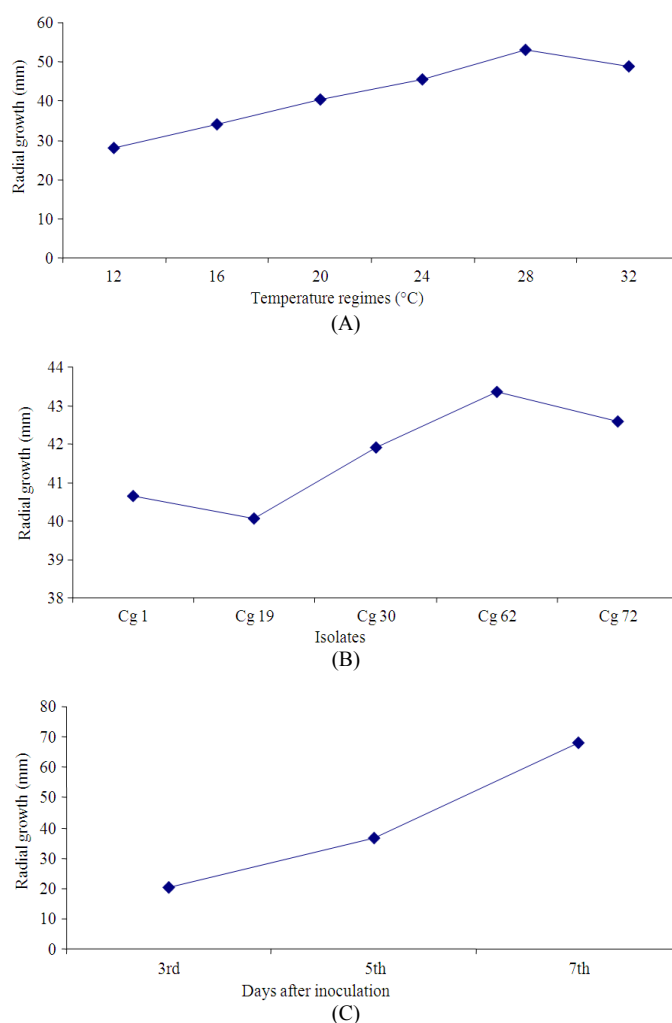 60
50
40
30
20
10
0
Radial growth (mm)
12 16 20 24 28 32
Temperature regimes (°C)
(A)
44
43
42
41
40
39
38
Radial growth (mm)
Cg 1 Cg 19 Cg 30 Cg 62 Cg 72
Isolates
(B)
80
70
60
50
40
30
20
10
0
Radial growth (mm)
3rd 5th 7th
Days after inoculation
(C)